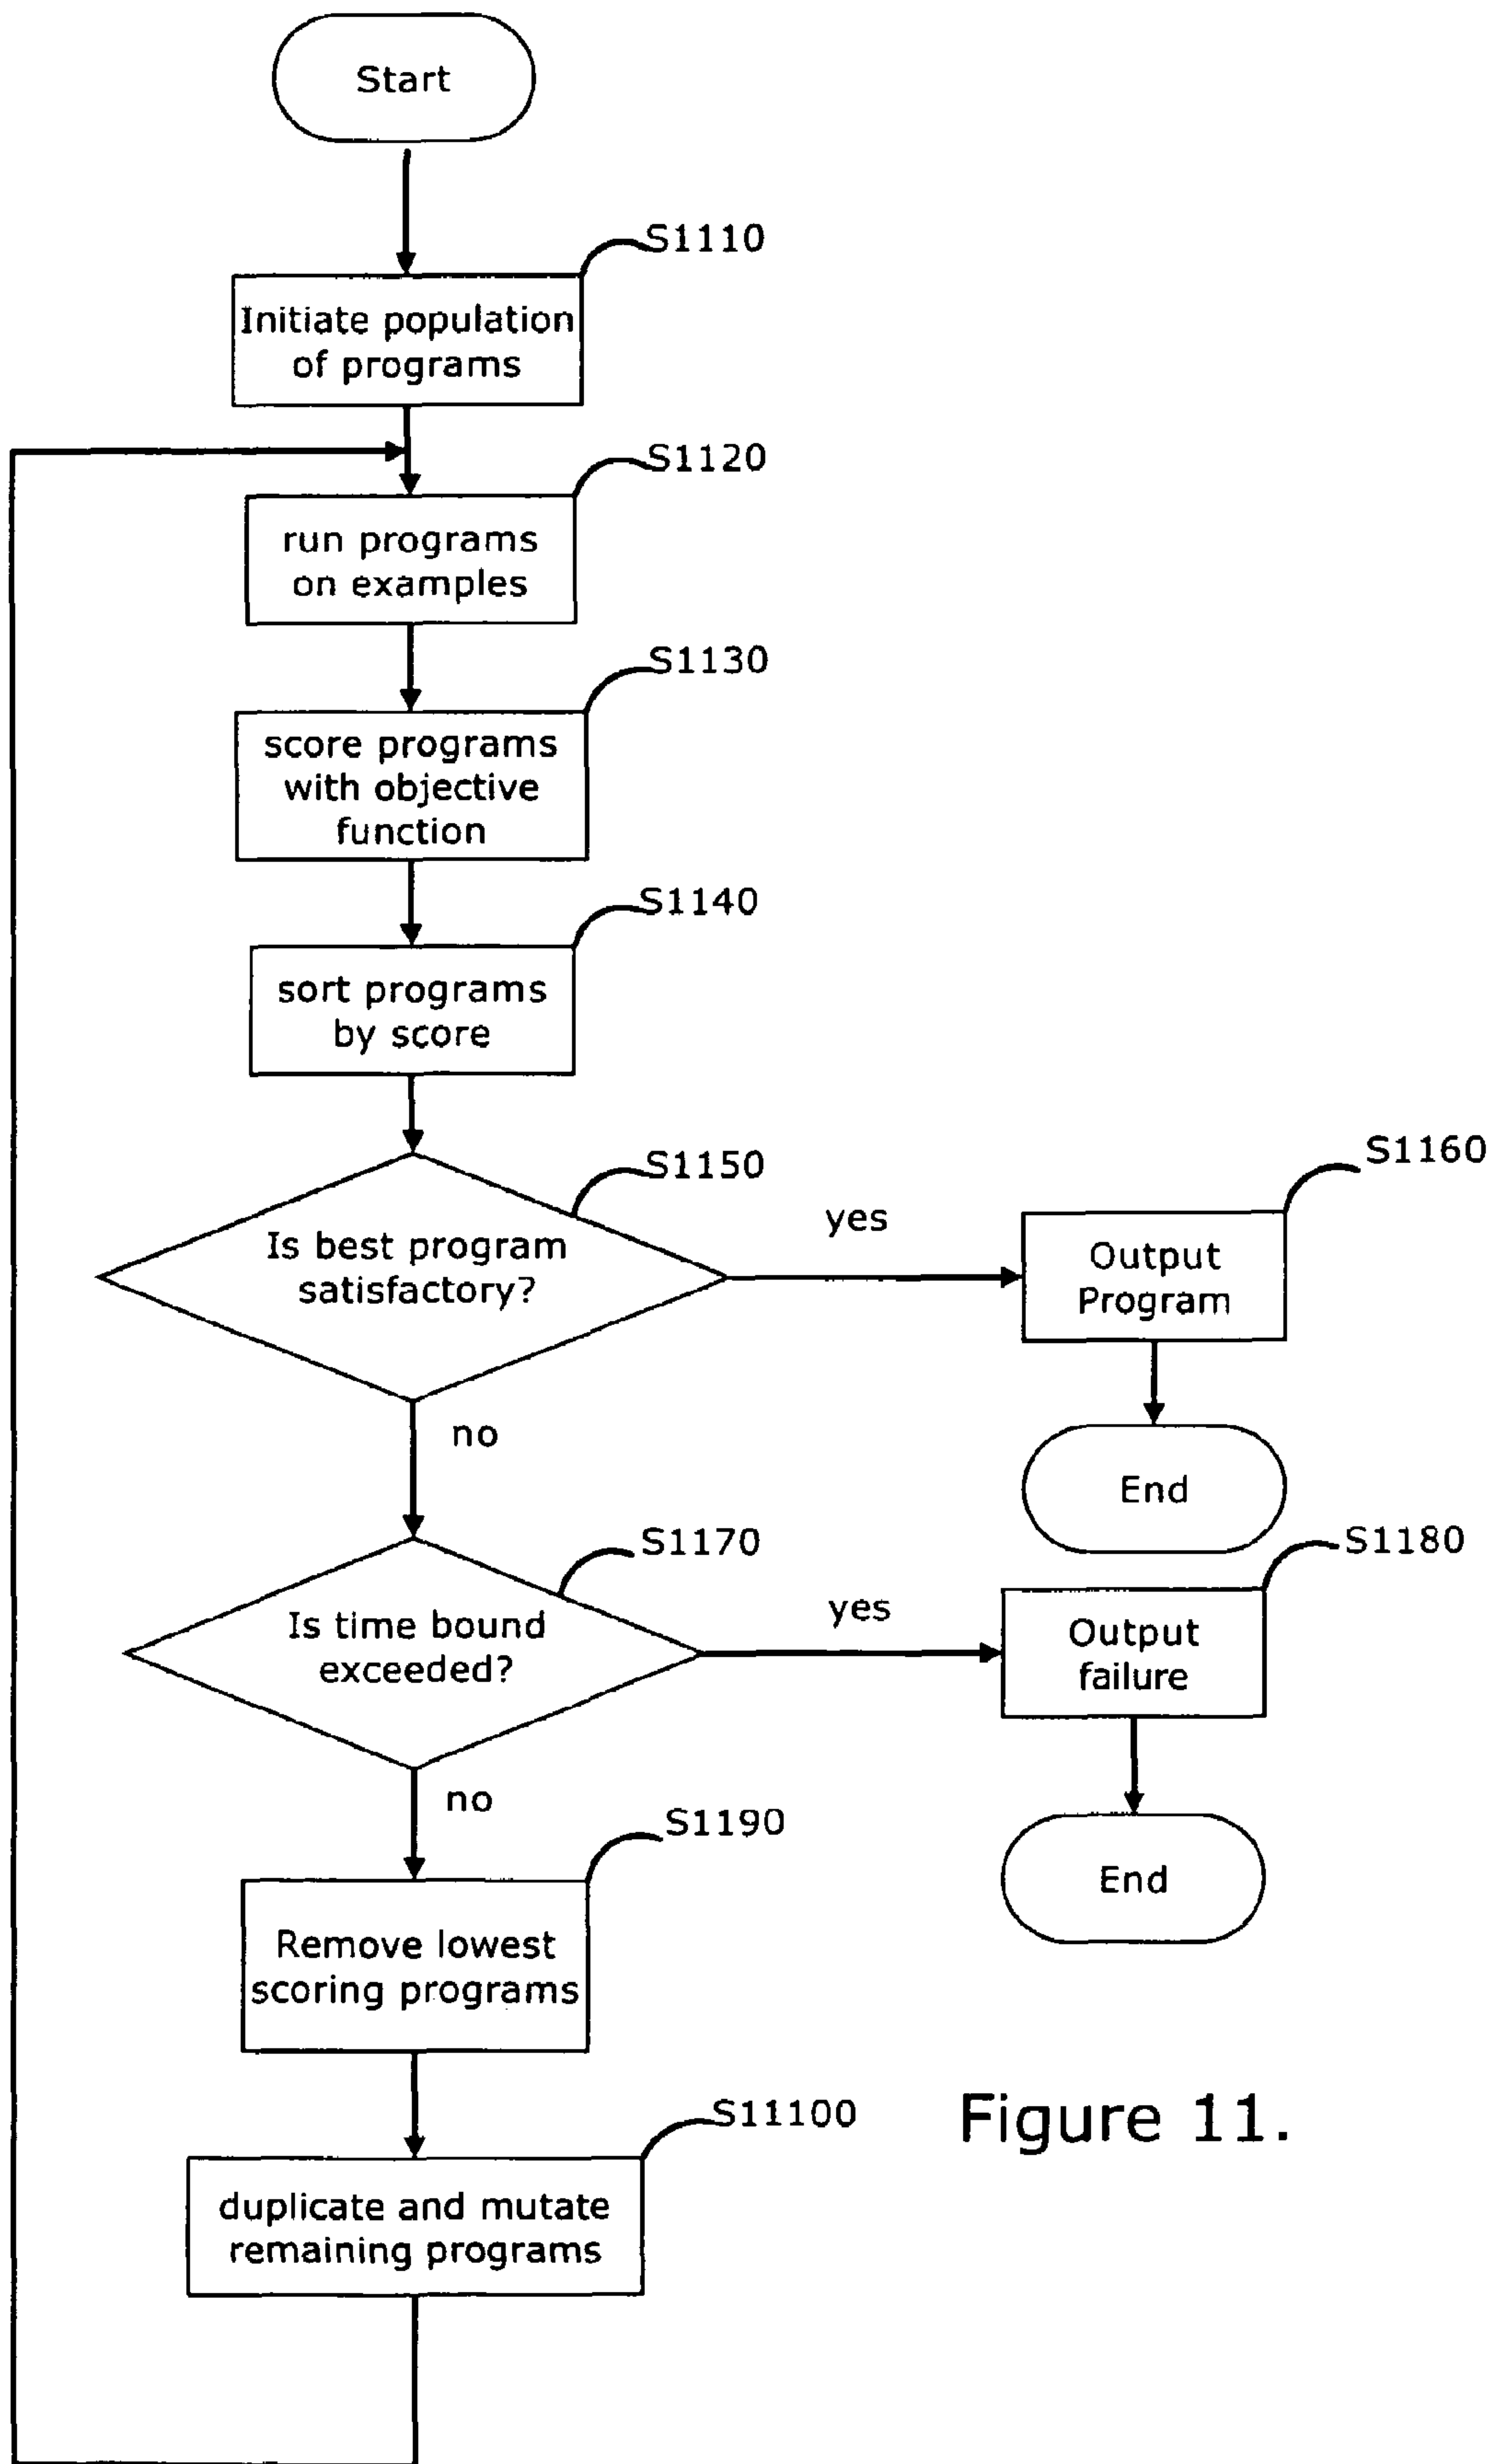 Start
S1110
Initiate population
of programs
S1120
run programs
on examples
S1130
score programs
with objective
function
S1140
sort programs
by score
S1150
Is best program
satisfactory?
yes
S1160
Output
Program
End
no
S1170
Is time bound
exceeded?
yes
S1180
Output
failure
End
no
S1190
Remove lowest
scoring programs
S11100
duplicate and mutate
remaining programs
Figure 11.